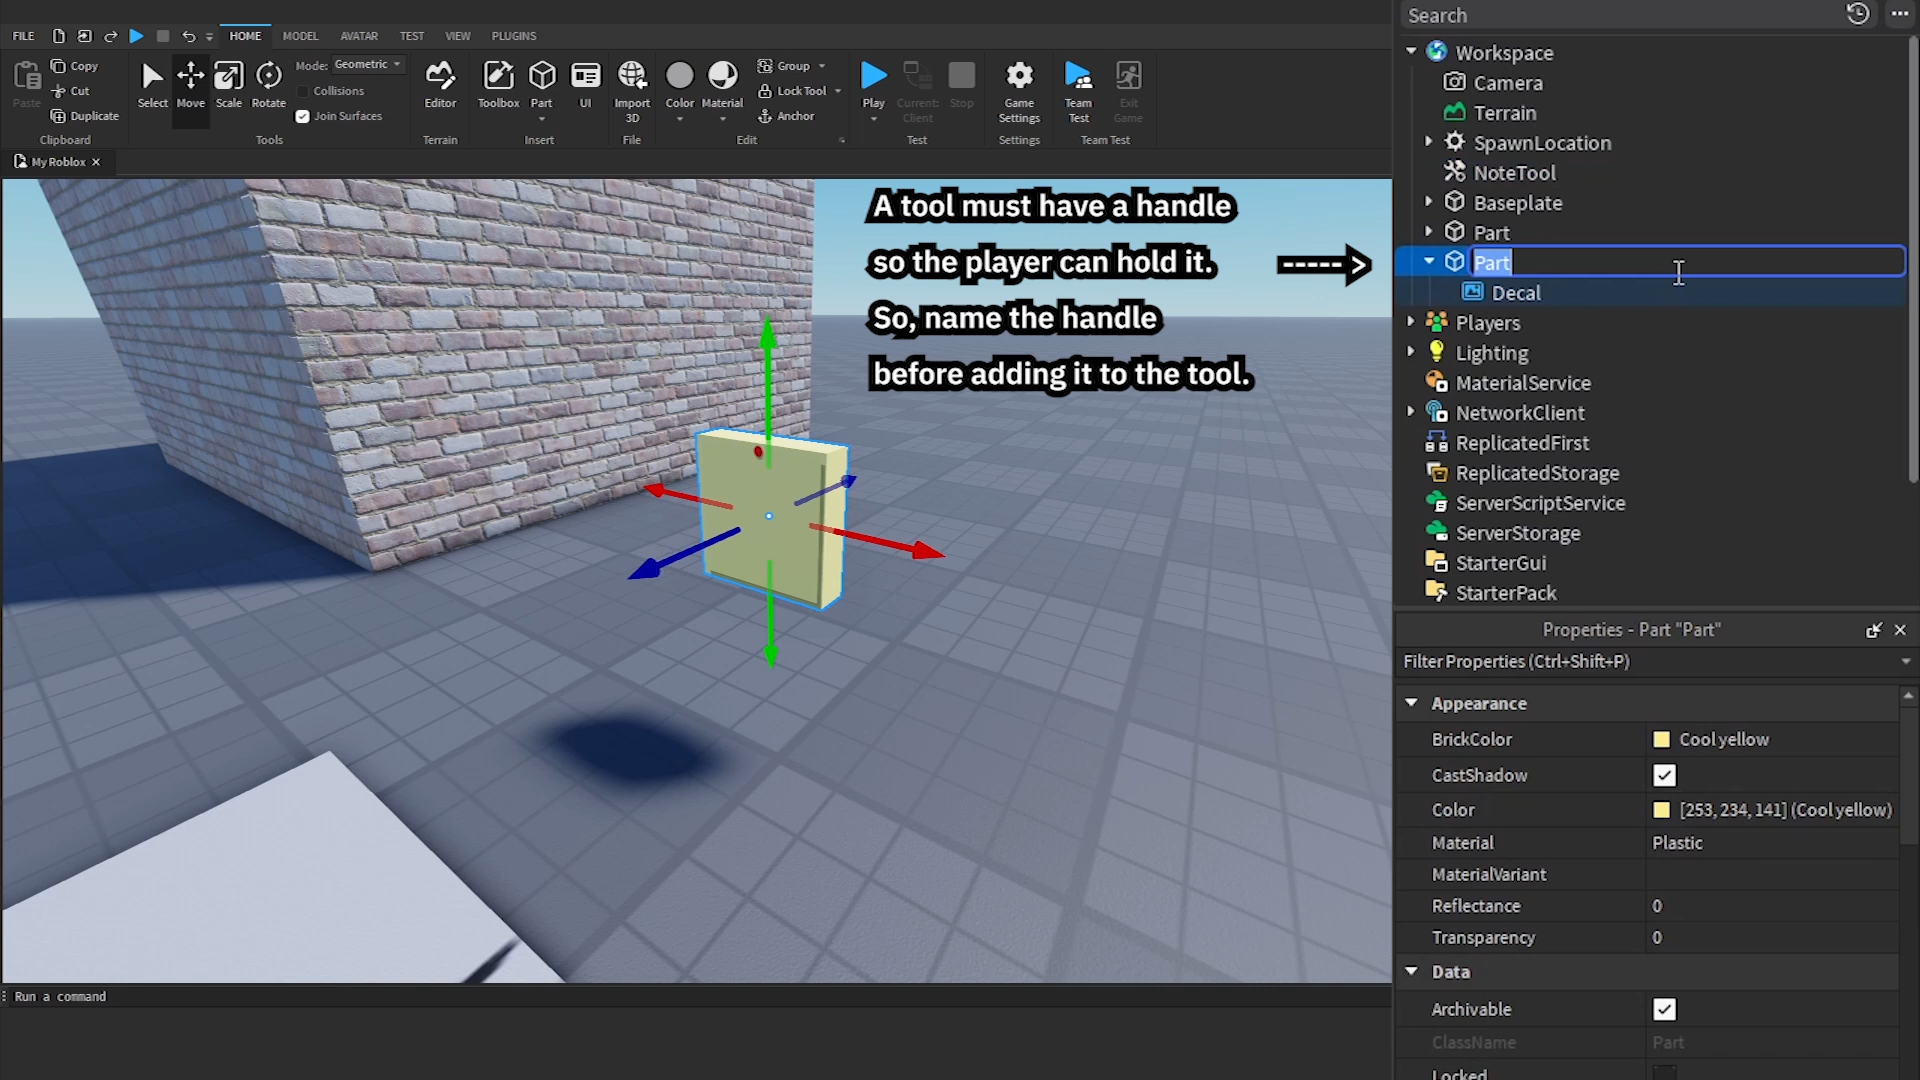 FILE
HOME
MODEL
AVATAR
TEST
VIEW
PLUGINS
Paste
Copy
Cut
Duplicate
Clipboard
Select
Move
Scale
Rotate
Mode: Geometric
Collisions
Join Surfaces
Tools
Editor
Terrain
Toolbox
Part
UI
Insert
Import
3D
File
Color
Material
Group
Lock Tool
Anchor
Edit
Play
Current:
Client
Stop
Test
Game
Settings
Settings
Team
Test
Exit
Game
Team Test
My Roblox
A tool must have a handle
so the player can hold it.
So, name the handle
before adding it to the tool.
Run a command
Search
Workspace
Camera
Terrain
SpawnLocation
NoteTool
Baseplate
Part
Part
Decal
Players
Lighting
MaterialService
NetworkClient
ReplicatedFirst
ReplicatedStorage
ServerScriptService
ServerStorage
StarterGui
StarterPack
Properties - Part "Part"
Filter Properties (Ctrl+Shift+P)
Appearance
BrickColor Cool yellow
CastShadow
Color [253, 234, 141] (Cool yellow)
Material Plastic
MaterialVariant
Reflectance 0
Transparency 0
Data
Archivable
ClassName Part
Locked